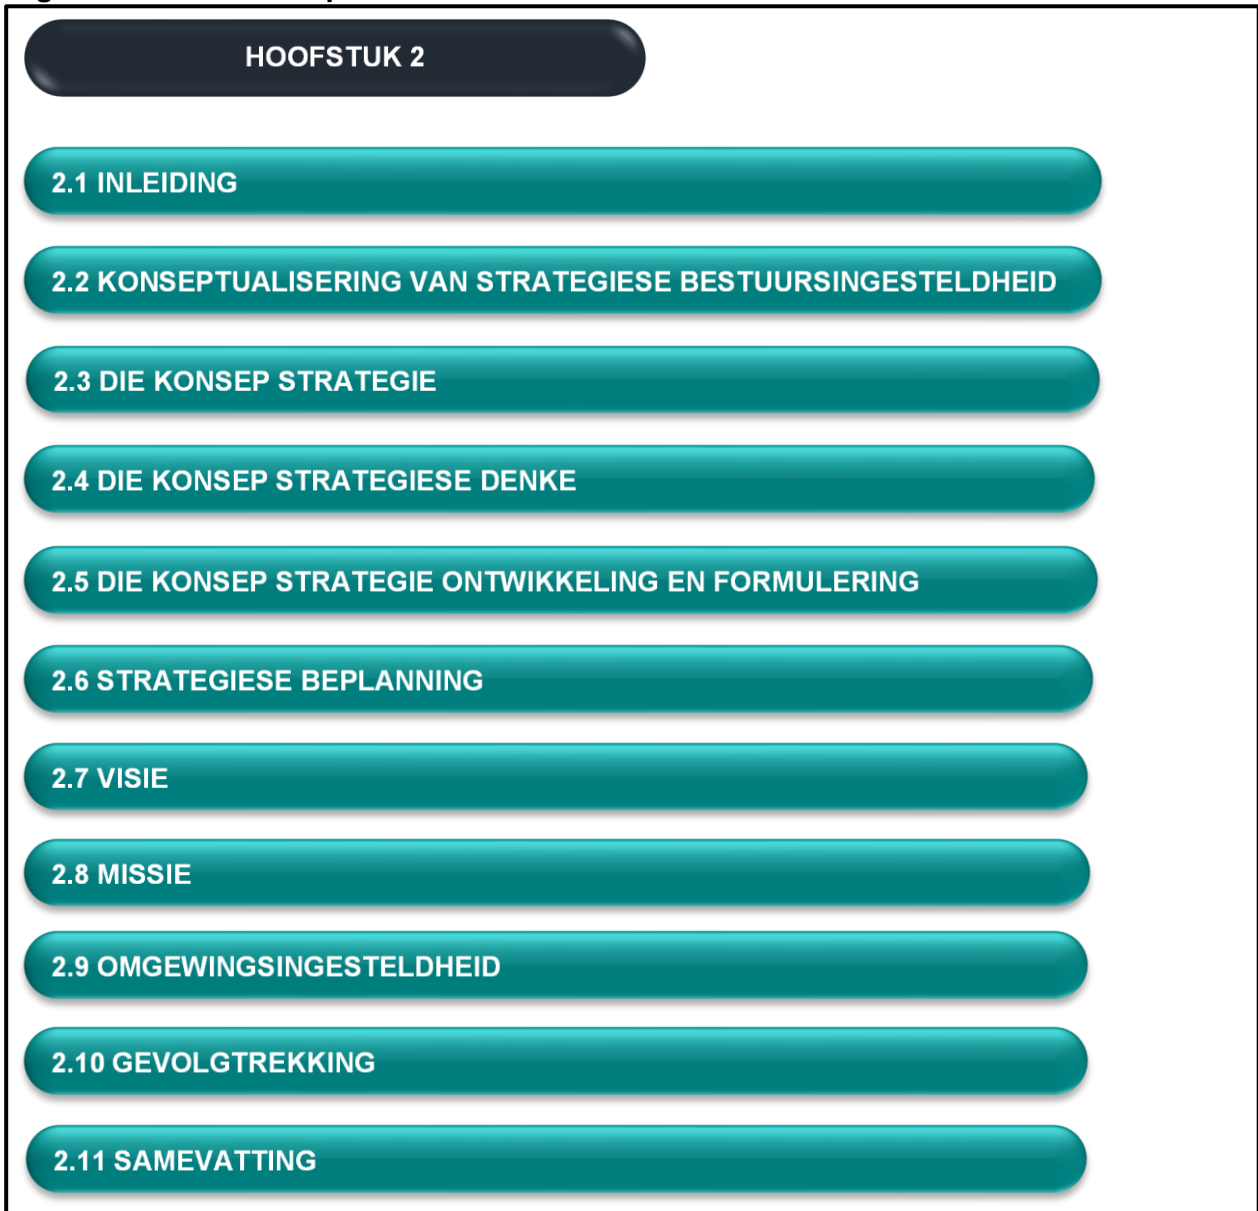 HOOFSTUK 2
2.1 INLEIDING
2.2 KONSEPTUALISERING VAN STRATEGIESE BESTUURSINGESTELDHEID
2.3 DIE KONSEP STRATEGIE
2.4 DIE KONSEP STRATEGIESE DENKE
2.5 DIE KONSEP STRATEGIE ONTWIKKELING EN FORMULERING
2.6 STRATEGIESE BEPLANNING
2.7 VISIE
2.8 MISSIE
2.9 OMGEWINGSINGESTELDHEID
2.10 GEVOLGTREKKING
2.11 SAMEVATTING